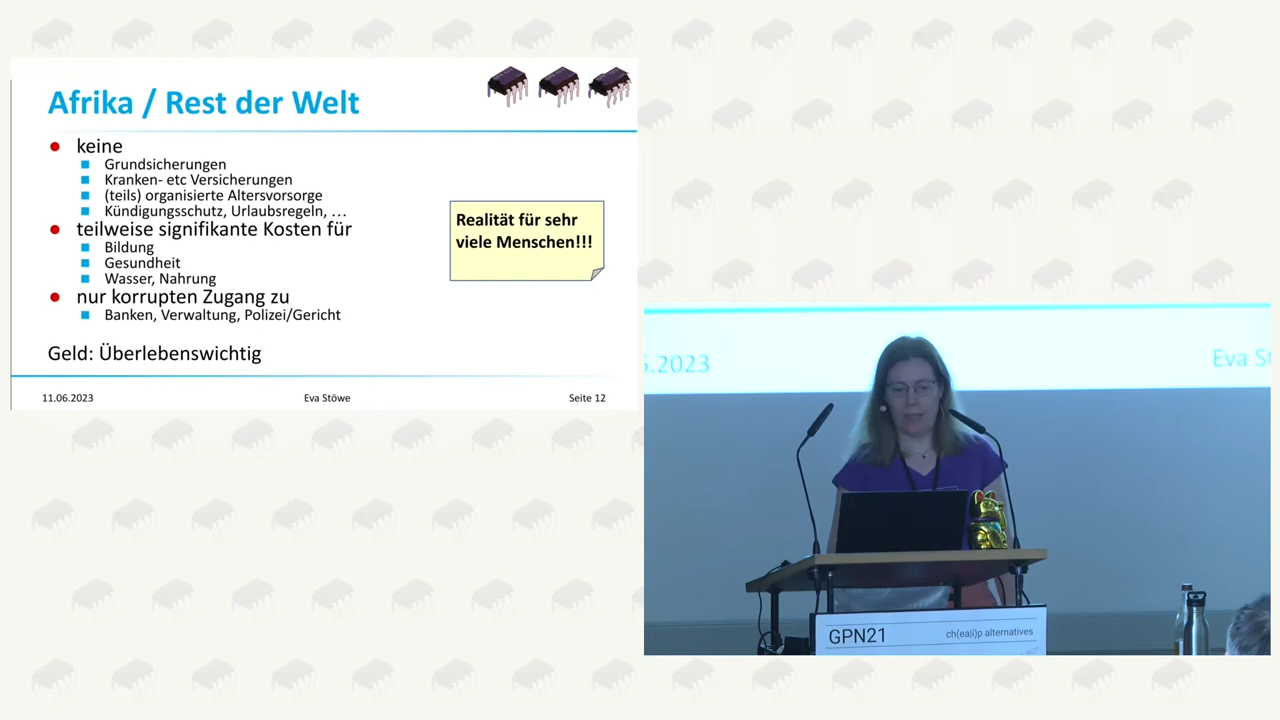 Afrika / Rest der Welt
keine
Grundsicherungen
Kranken- etc Versicherungen
(teils) organisierte Altersvorsorge
Kündigungsschutz, Urlaubsregeln, …
teilweise signifikante Kosten für
Bildung
Gesundheit
Wasser, Nahrung
nur korrupten Zugang zu
Banken, Verwaltung, Polizei/Gericht
Geld: Überlebenswichtig
Realität für sehr
viele Menschen!!!
11.06.2023
Eva Stöwe
Seite 12
6.2023
Eva St
GPN21
ch(ea|i)p alternatives